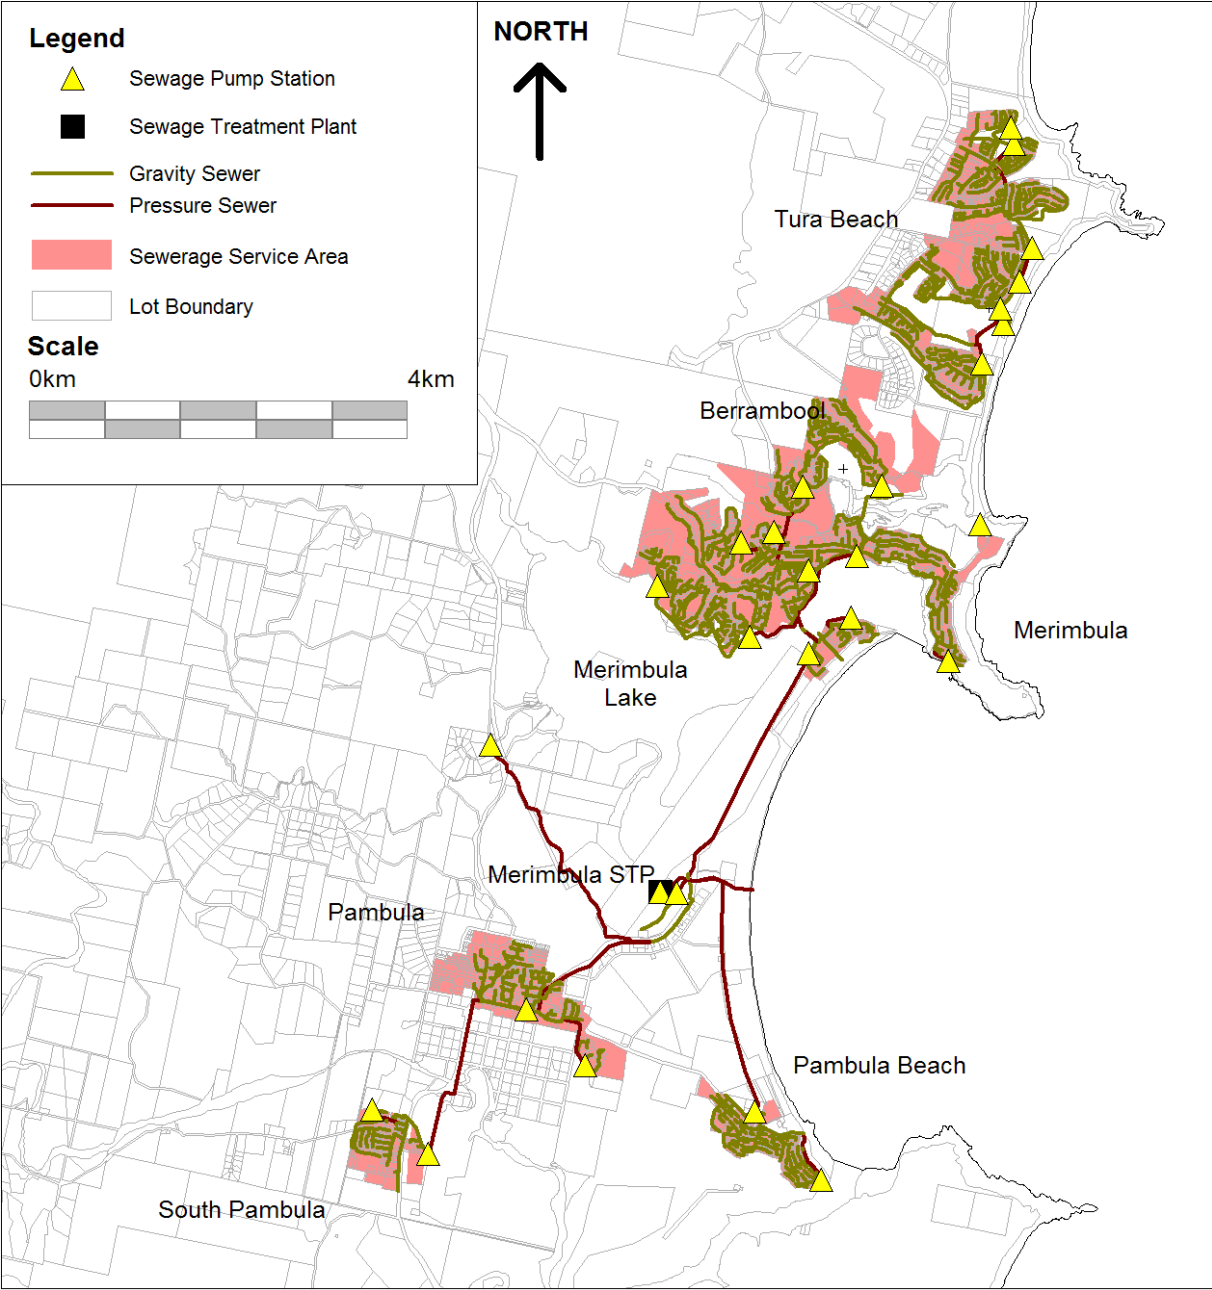 Legend
Sewage Pump Station
Sewage Treatment Plant
Gravity Sewer
Pressure Sewer
Sewerage Service Area
Lot Boundary
Scale
0km 4km
NORTH
Tura Beach
Berrambool
Merimbula
Merimbula
Lake
Merimbula STP
Pambula
Pambula Beach
South Pambula